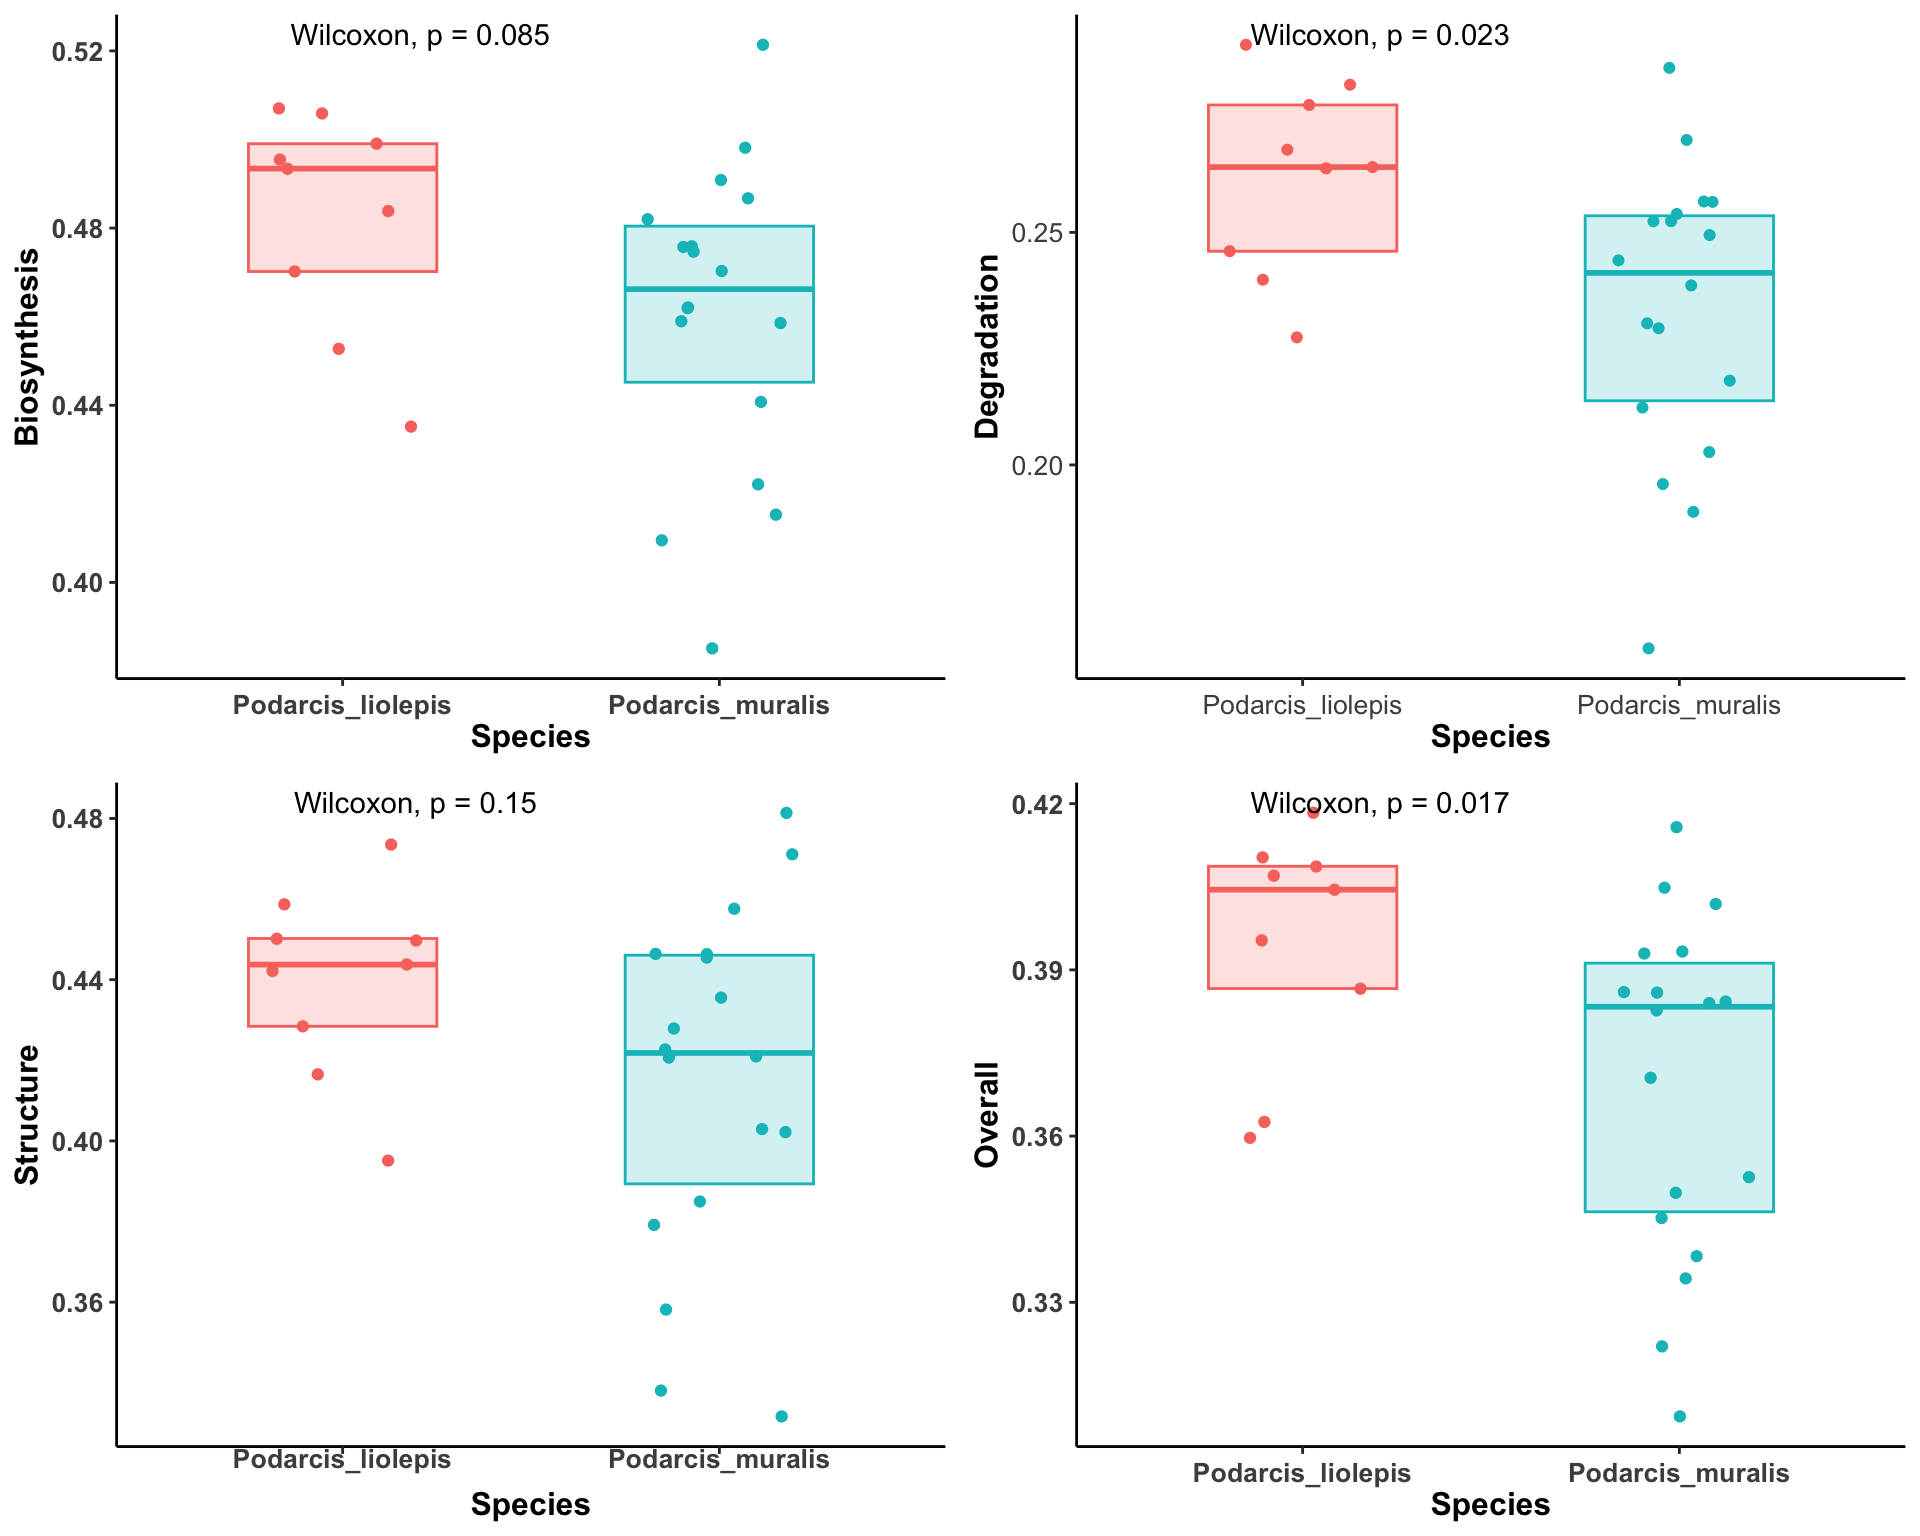 Wilcoxon, p = 0.085
0.52
0.48
0.44
0.40
Biosynthesis
Podarcis_liolepis
Podarcis_muralis
Species
Wilcoxon, p = 0.023
0.25
0.20
Degradation
Podarcis_liolepis
Podarcis_muralis
Species
Wilcoxon, p = 0.15
0.48
0.44
0.40
0.36
Structure
Podarcis_liolepis
Podarcis_muralis
Species
Wilcoxon, p = 0.017
0.42
0.39
0.36
0.33
Overall
Podarcis_liolepis
Podarcis_muralis
Species